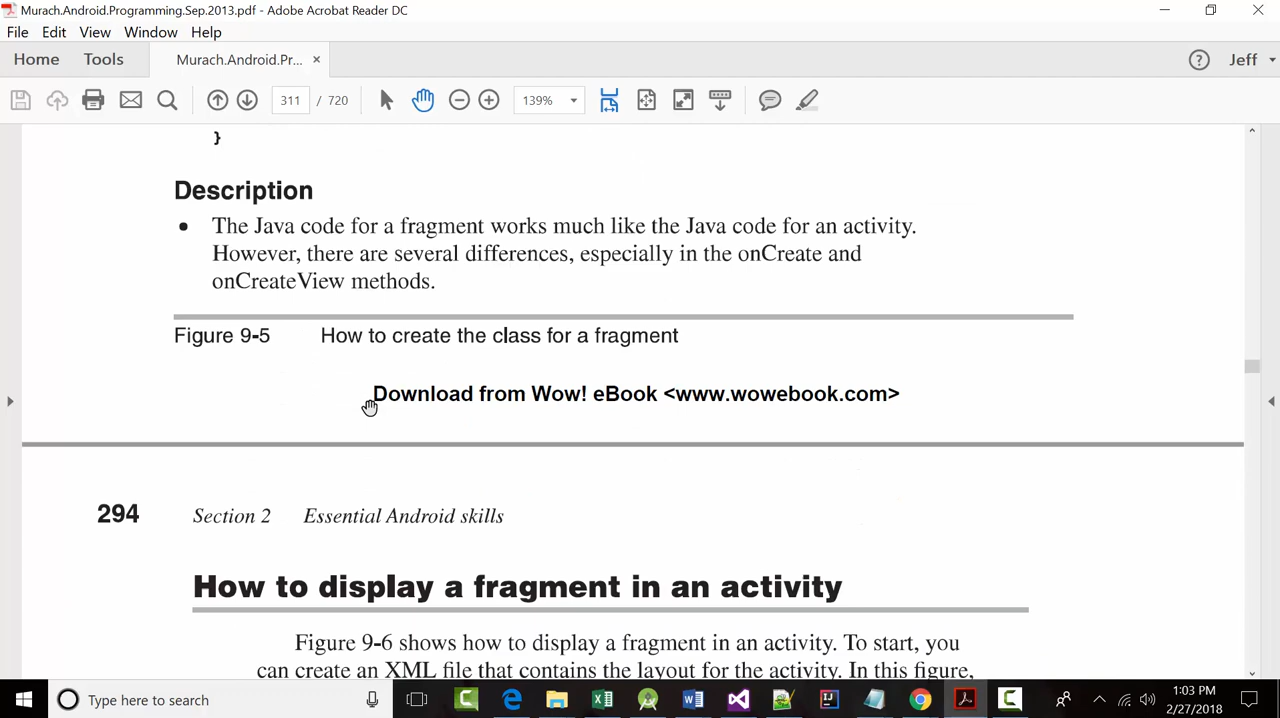 Murach.Android.Programming.Sep.2013.pdf - Adobe Acrobat Reader DC
File Edit View Window Help
Home Tools Murach.Android.Pr... × Jeff
311 / 720 139%
}
Description
• The Java code for a fragment works much like the Java code for an activity.
However, there are several differences, especially in the onCreate and
onCreateView methods.
Figure 9-5 How to create the class for a fragment
Download from Wow! eBook <www.wowebook.com>
294 Section 2 Essential Android skills
How to display a fragment in an activity
Figure 9-6 shows how to display a fragment in an activity. To start, you
can create an XML file that contains the layout for the activity. In this figure,
Type here to search
1:03 PM
2/27/2018